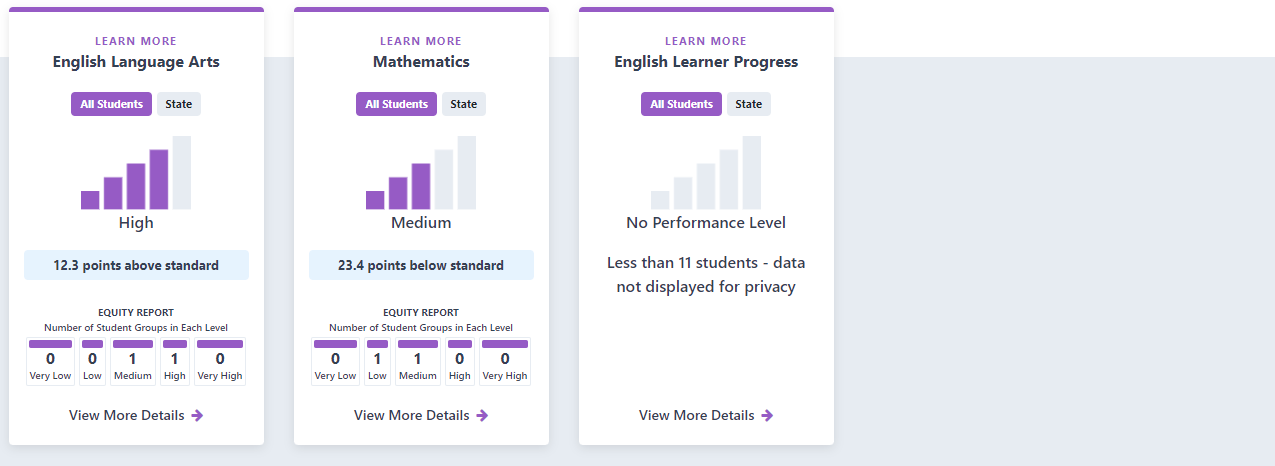 LEARN MORE
English Language Arts
All Students State
High
12.3 points above standard
EQUITY REPORT
Number of Student Groups in Each Level
0 0 1 1 0
Very Low Low Medium High Very High
View More Details
LEARN MORE
Mathematics
All Students State
Medium
23.4 points below standard
EQUITY REPORT
Number of Student Groups in Each Level
0 1 1 0 0
Very Low Low Medium High Very High
View More Details
LEARN MORE
English Learner Progress
All Students State
No Performance Level
Less than 11 students - data
not displayed for privacy
View More Details